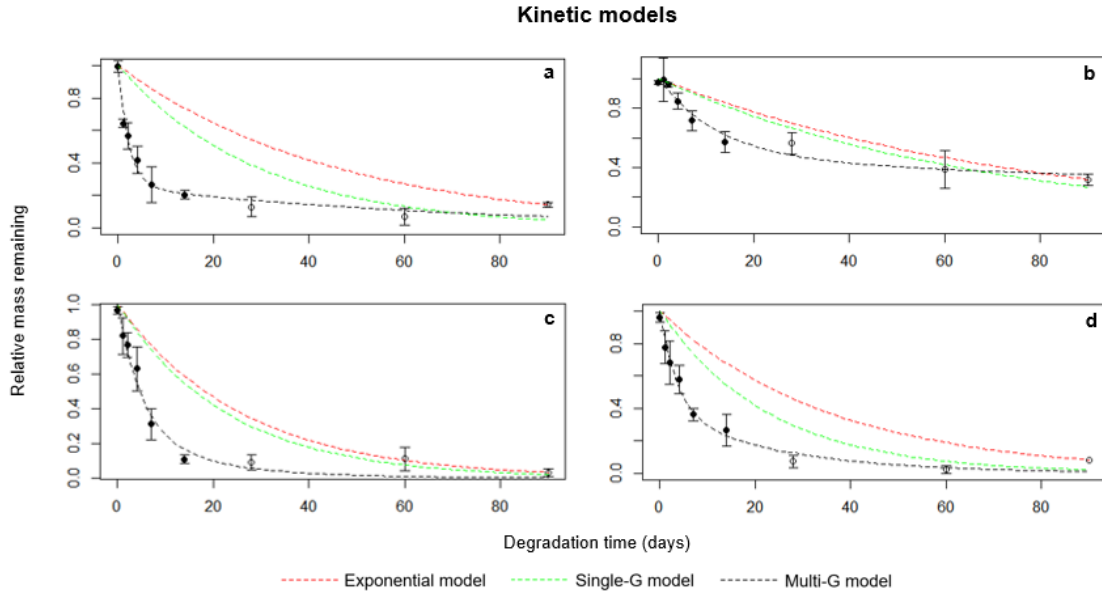 Kinetic models
a
0.8
0.4
0.0
0 20 40 60 80
b
0.8
0.4
0.0
0 20 40 60 80
Relative mass remaining
c
1.0
0.8
0.6
0.4
0.2
0.0
0 20 40 60 80
d
0.8
0.4
0.0
0 20 40 60 80
Degradation time (days)
Exponential model Single-G model Multi-G model